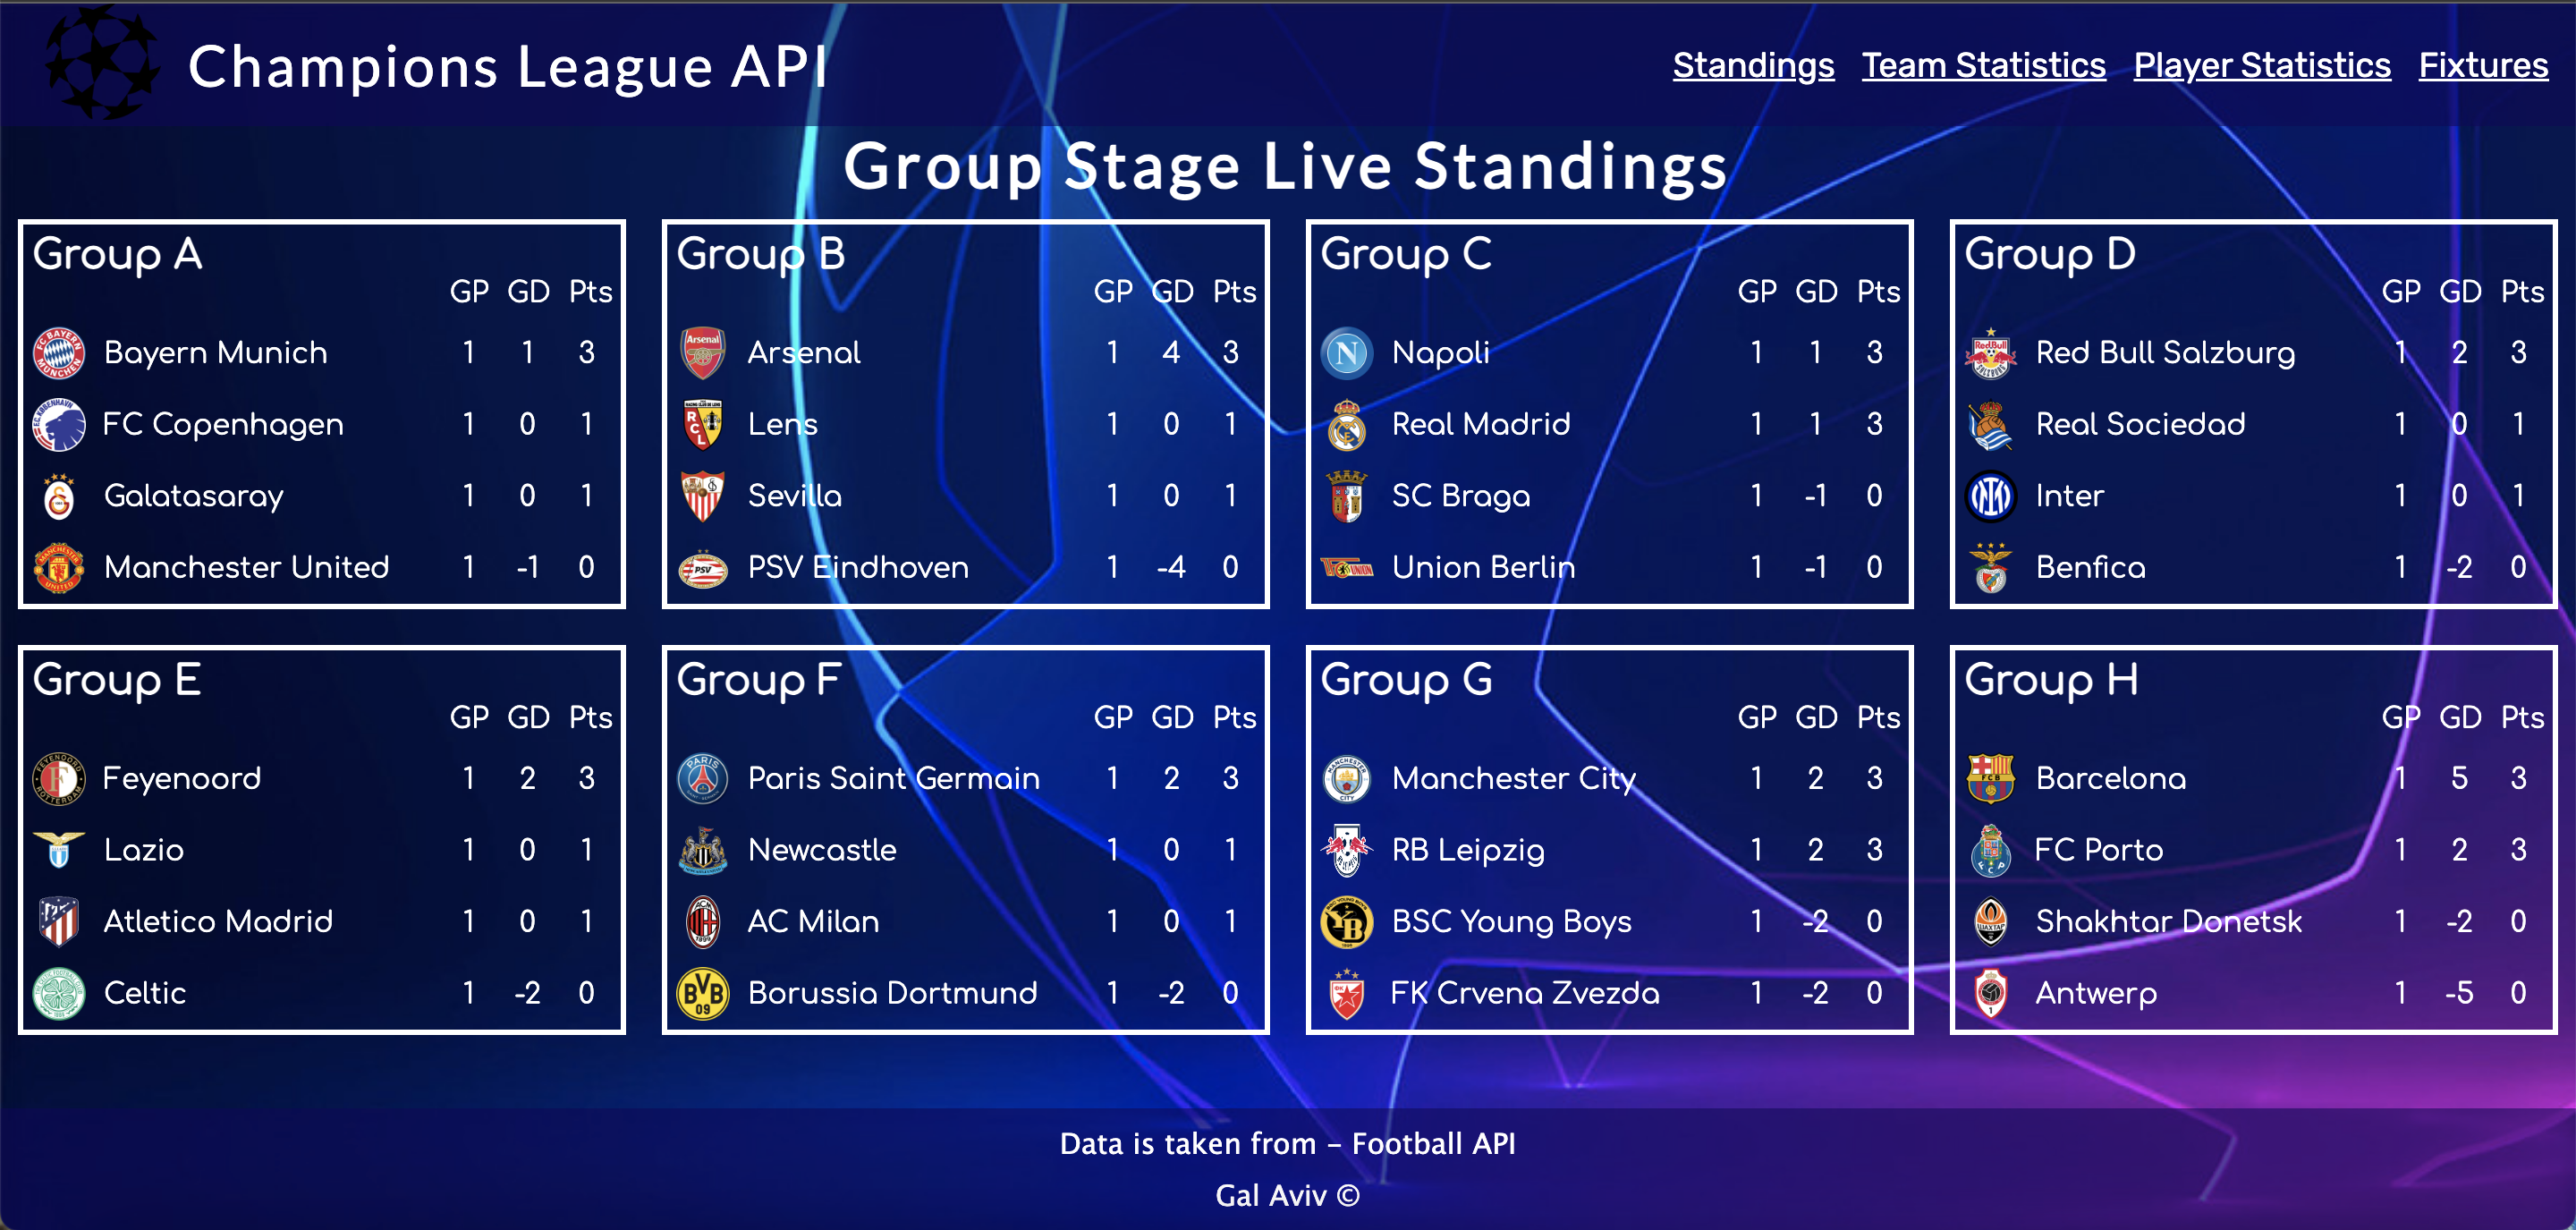 Champions League API
Standings Team Statistics Player Statistics Fixtures
Group Stage Live Standings
Group A
GP GD Pts
Bayern Munich 1 1 3
FC Copenhagen 1 0 1
Galatasaray 1 0 1
Manchester United 1 -1 0
Group B
GP GD Pts
Arsenal 1 4 3
Lens 1 0 1
Sevilla 1 0 1
PSV Eindhoven 1 -4 0
Group C
GP GD Pts
Napoli 1 1 3
Real Madrid 1 1 3
SC Braga 1 -1 0
Union Berlin 1 -1 0
Group D
GP GD Pts
Red Bull Salzburg 1 2 3
Real Sociedad 1 0 1
Inter 1 0 1
Benfica 1 -2 0
Group E
GP GD Pts
Feyenoord 1 2 3
Lazio 1 0 1
Atletico Madrid 1 0 1
Celtic 1 -2 0
Group F
GP GD Pts
Paris Saint Germain 1 2 3
Newcastle 1 0 1
AC Milan 1 0 1
Borussia Dortmund 1 -2 0
Group G
GP GD Pts
Manchester City 1 2 3
RB Leipzig 1 2 3
BSC Young Boys 1 -2 0
FK Crvena Zvezda 1 -2 0
Group H
GP GD Pts
Barcelona 1 5 3
FC Porto 1 2 3
Shakhtar Donetsk 1 -2 0
Antwerp 1 -5 0
Data is taken from – Football API
Gal Aviv ©